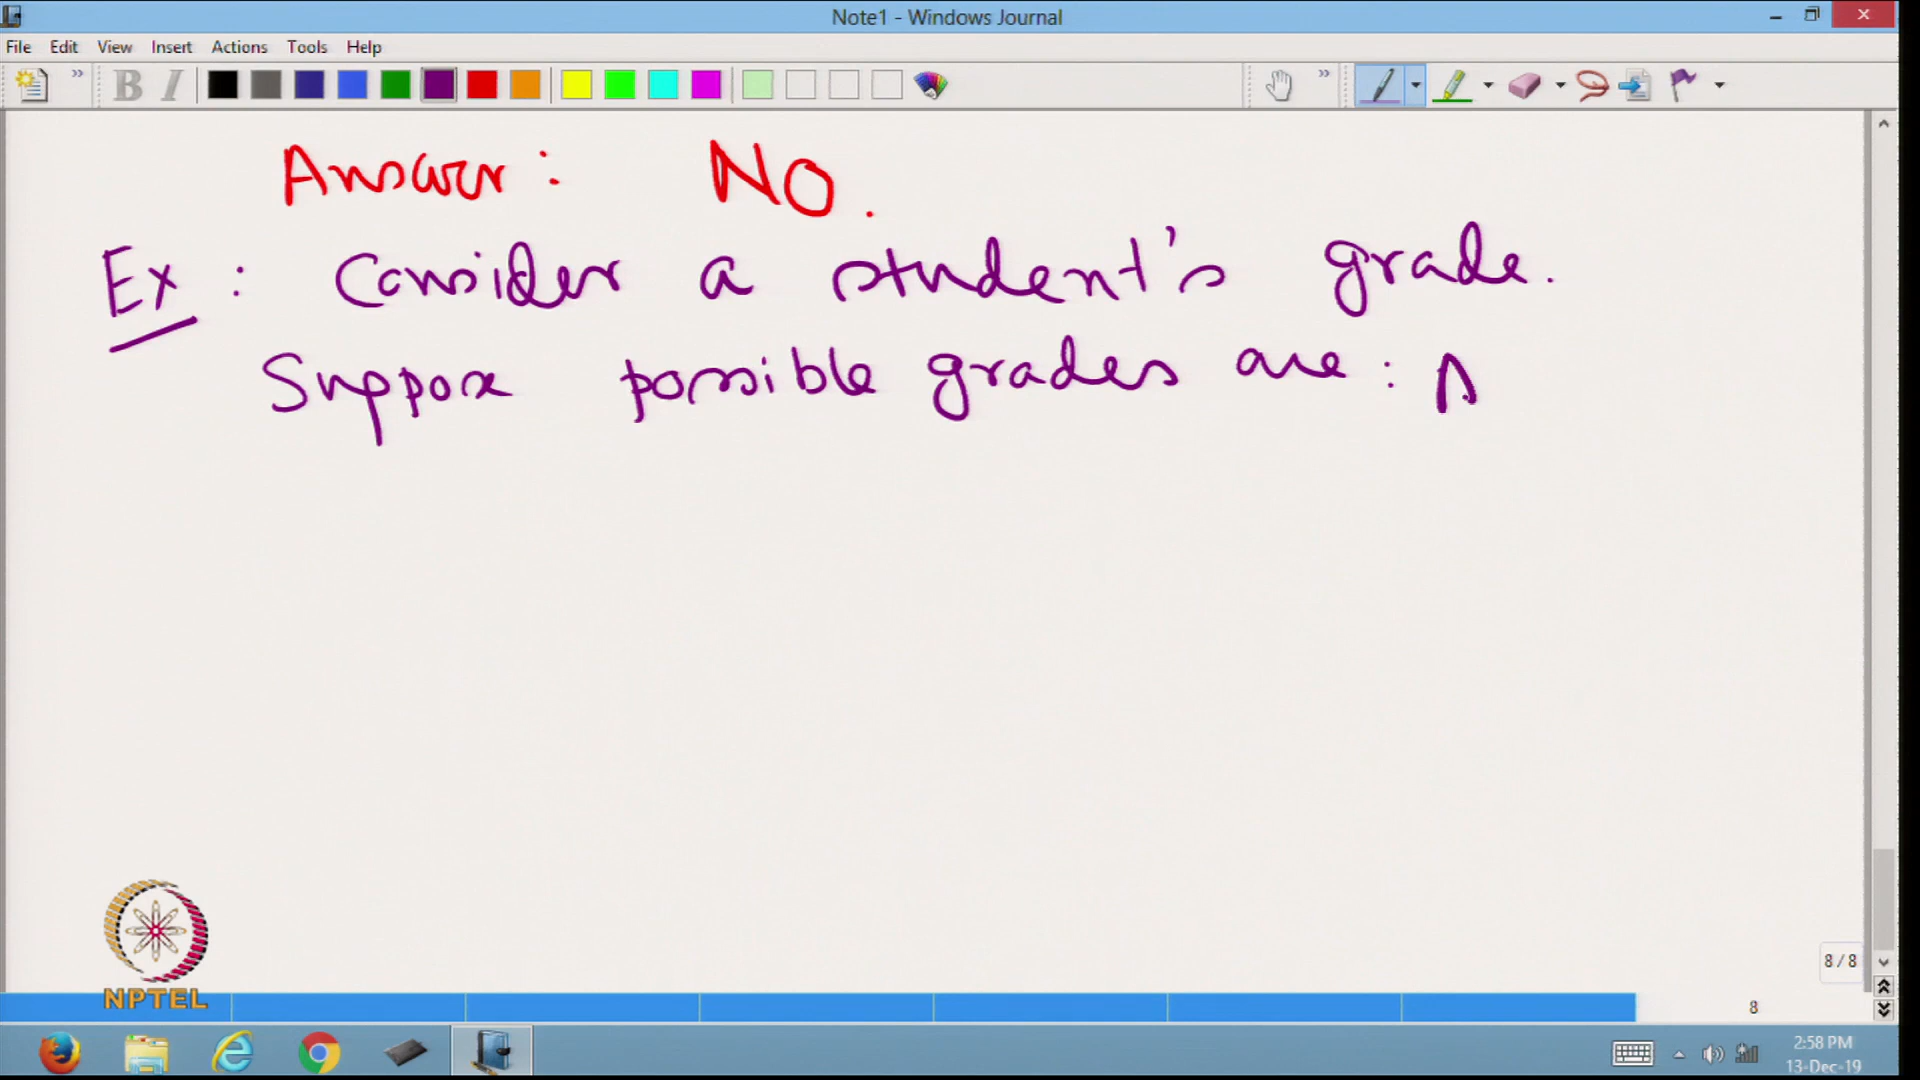 Note1 - Windows Journal
File Edit View Insert Actions Tools Help
B I
Answer: NO.
Ex: Consider a student's grade.
Suppose possible grades are: A
NPTEL
8/8
8
2:58 PM
13-Dec-19